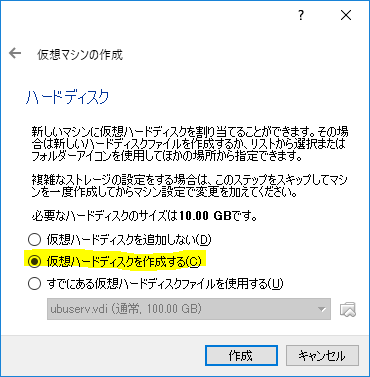 ?
仮想マシンの作成
ハードディスク
新しいマシンに仮想ハードディスクを割り当てることができます。その場
合は新しいハードディスクファイルを作成するか、リストから選択または
フォルダーアイコンを使用してほかの場所から指定できます。
複雑なストレージの設定をする場合は、このステップをスキップしてマシ
ンを一度作成してからマシン設定で変更を加えてください。
必要なハードディスクのサイズは10.00 GBです。
仮想ハードディスクを追加しない(D)
仮想ハードディスクを作成する(C)
すでにある仮想ハードディスクファイルを使用する(U)
ubuserv.vdi (通常, 100.00 GB)
作成 キャンセル